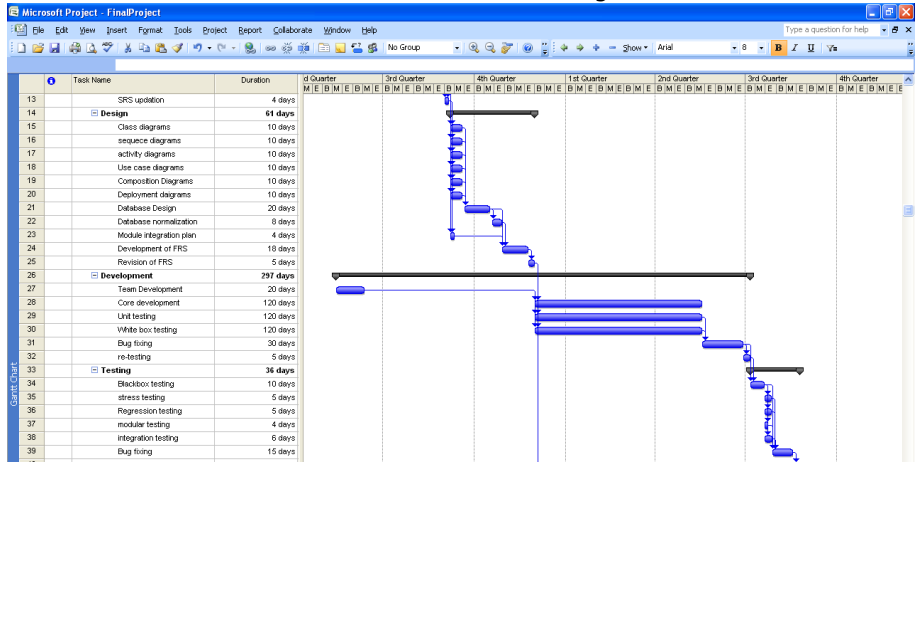 Microsoft Project - FinalProject
File Edit View Insert Format Tools Project Report Collaborate Window Help Type a question for help
No Group Show Arial 8 B I U
Task Name Duration d Quarter 3rd Quarter 4th Quarter 1st Quarter 2nd Quarter 3rd Quarter 4th Quarter
M E B M E B M E B M E B M E B M E B M E B M E B M E B M E B M E B M E B M E B M E B M E B M E B M E B M E B M E B M E
13 SRS updation 4 days
14 Design 61 days
15 Class diagrams 10 days
16 sequece diagrams 10 days
17 activity diagrams 10 days
18 Use case diagrams 10 days
19 Composition Diagrams 10 days
20 Deployment daigrams 10 days
21 Database Design 20 days
22 Database normalization 8 days
23 Module integration plan 4 days
24 Development of FRS 18 days
25 Revision of FRS 5 days
26 Development 297 days
27 Team Development 20 days
28 Core development 120 days
29 Unit testing 120 days
30 White box testing 120 days
31 Bug fixing 30 days
32 re-testing 5 days
33 Testing 36 days
34 Blackbox testing 10 days
35 stress testing 5 days
36 Regression testing 5 days
37 modular testing 4 days
38 integration testing 6 days
39 Bug fixing 15 days
Gantt Chart